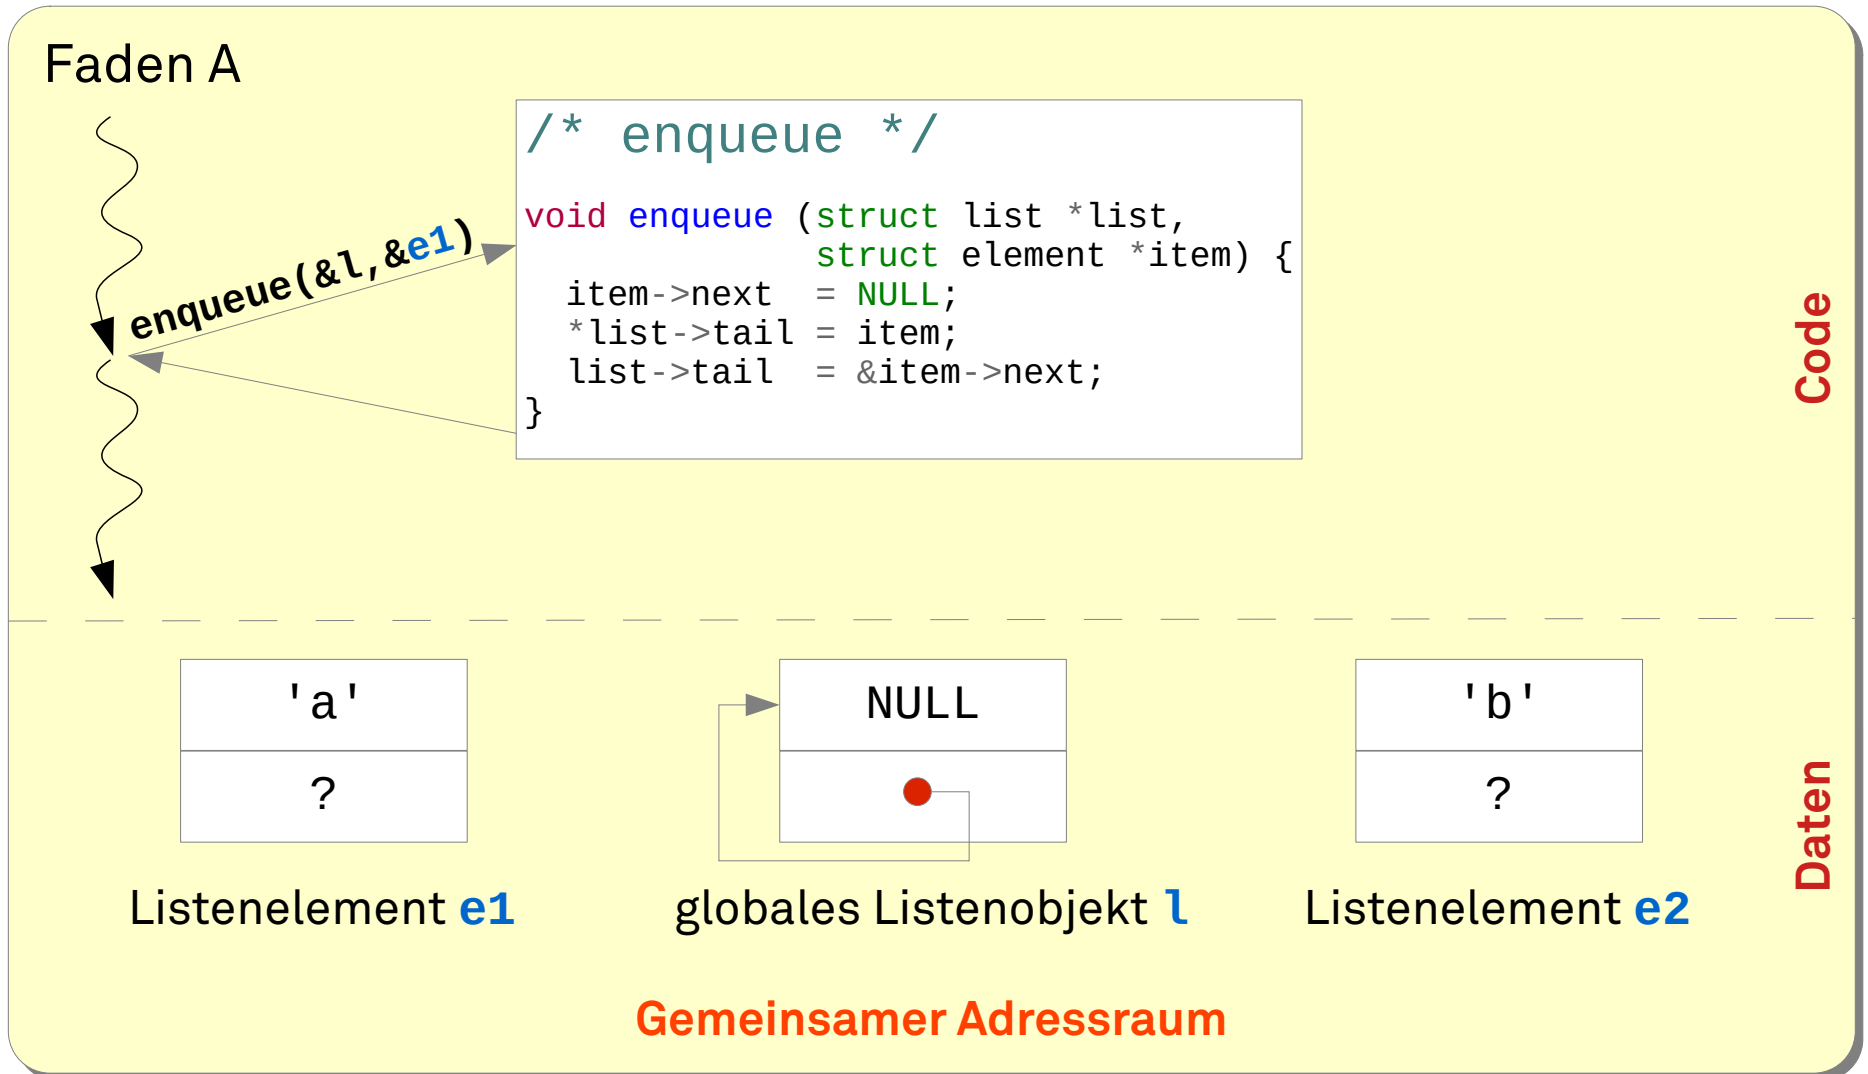 Faden A
/* enqueue */
void enqueue (struct list *list,
struct element *item) {
item->next  = NULL;
*list->tail = item;
list->tail  = &item->next;
}
enqueue(&l,&e1)
Code
'a'
?
Listenelement e1
NULL
globales Listenobjekt l
'b'
?
Listenelement e2
Daten
Gemeinsamer Adressraum